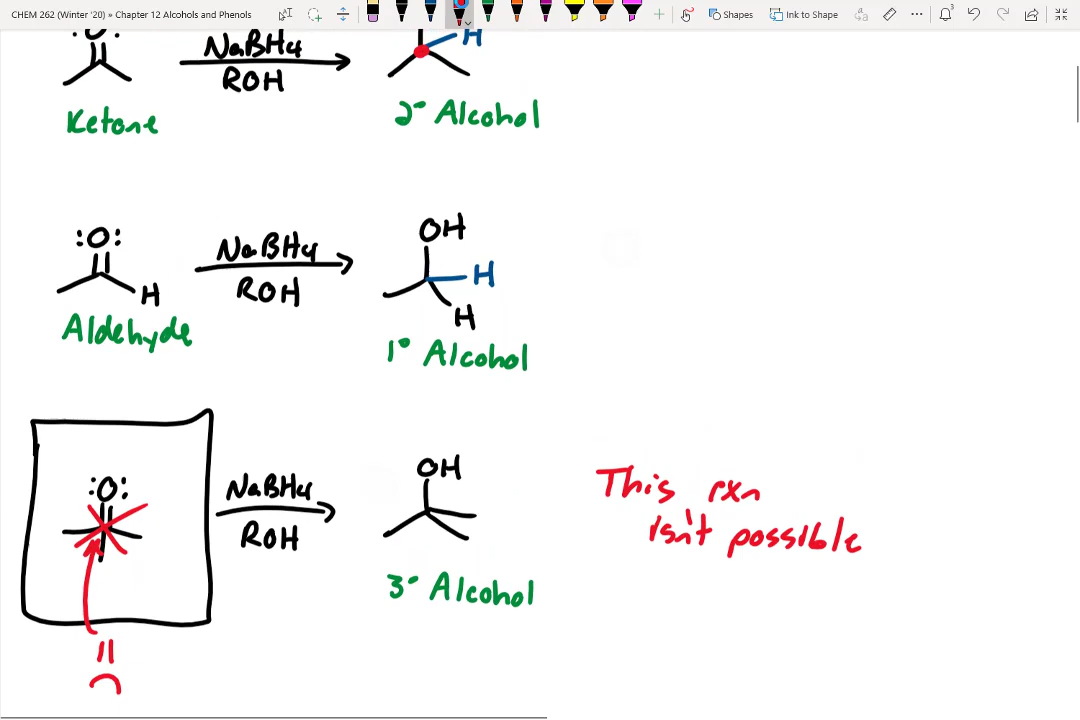 CHEM 262 (Winter '20) » Chapter 12 Alcohols and Phenols
Shapes
Ink to Shape
3
:O:
NaBH4
ROH
H
Ketone
2° Alcohol
:O:
H
NaBH4
ROH
OH
H
H
Aldehyde
1° Alcohol
:O:
NaBH4
ROH
OH
This rxn
isn't possible
3° Alcohol